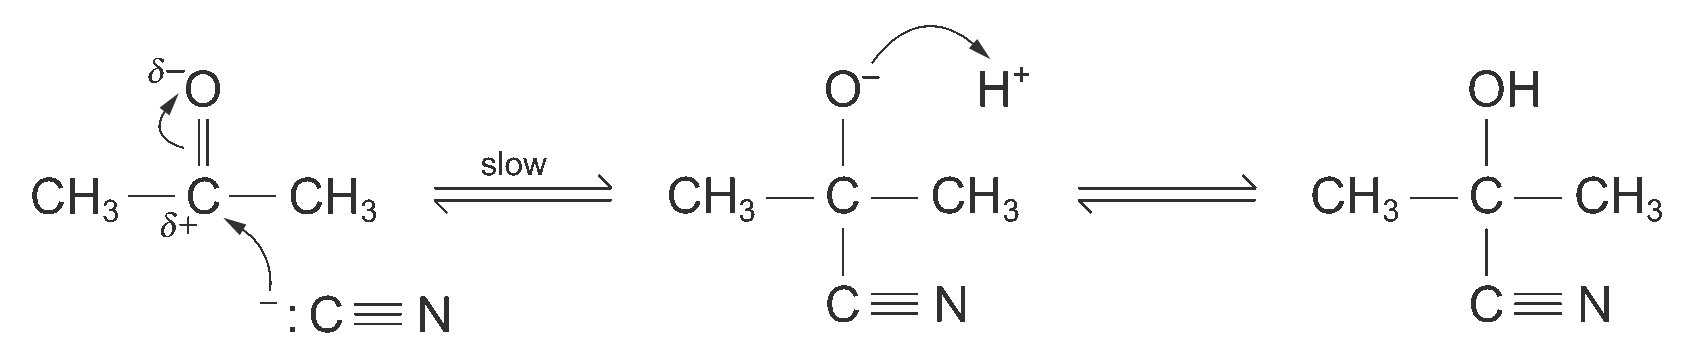 δ− O O− H+ OH
slow
CH3 C CH3 CH3 C CH3 CH3 C CH3
δ+
− :C≡N C≡N C≡N